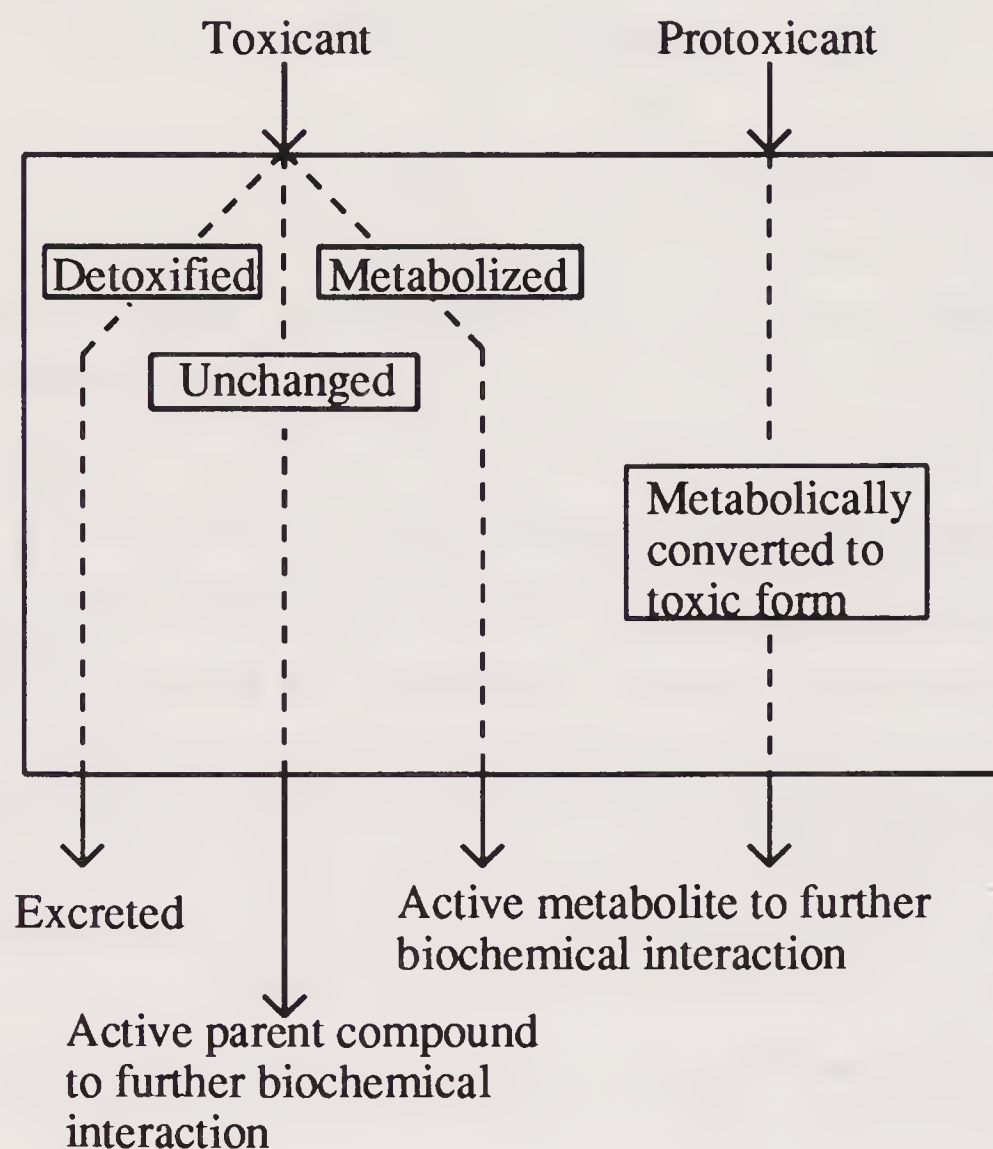 Toxicant
Protoxicant
Detoxified
Metabolized
Unchanged
Metabolically
converted to
toxic form
Excreted
Active metabolite to further
biochemical interaction
Active parent compound
to further biochemical
interaction